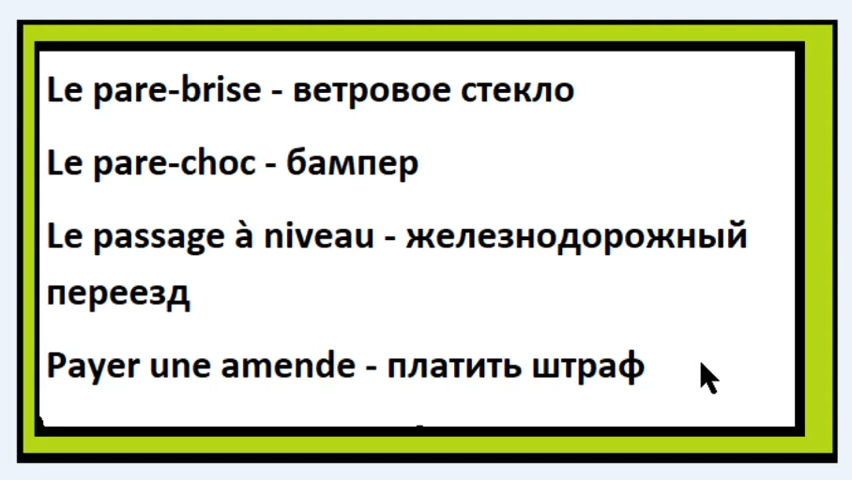 Le pare-brise - ветровое стекло
Le pare-choc - бампер
Le passage à niveau - железнодорожный
переезд
Payer une amende - платить штраф